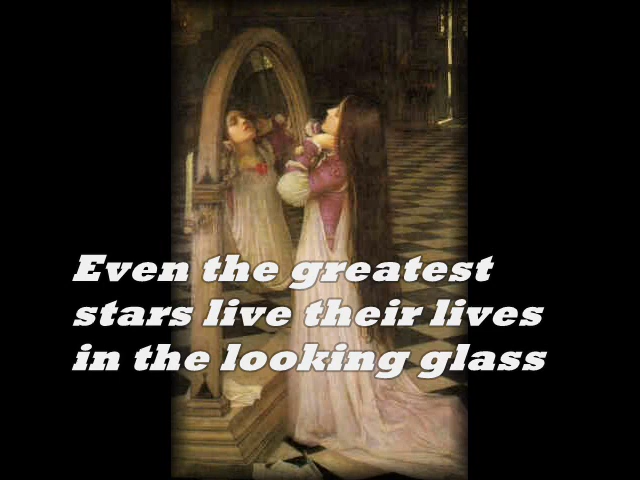 Even the greatest
stars live their lives
in the looking glass